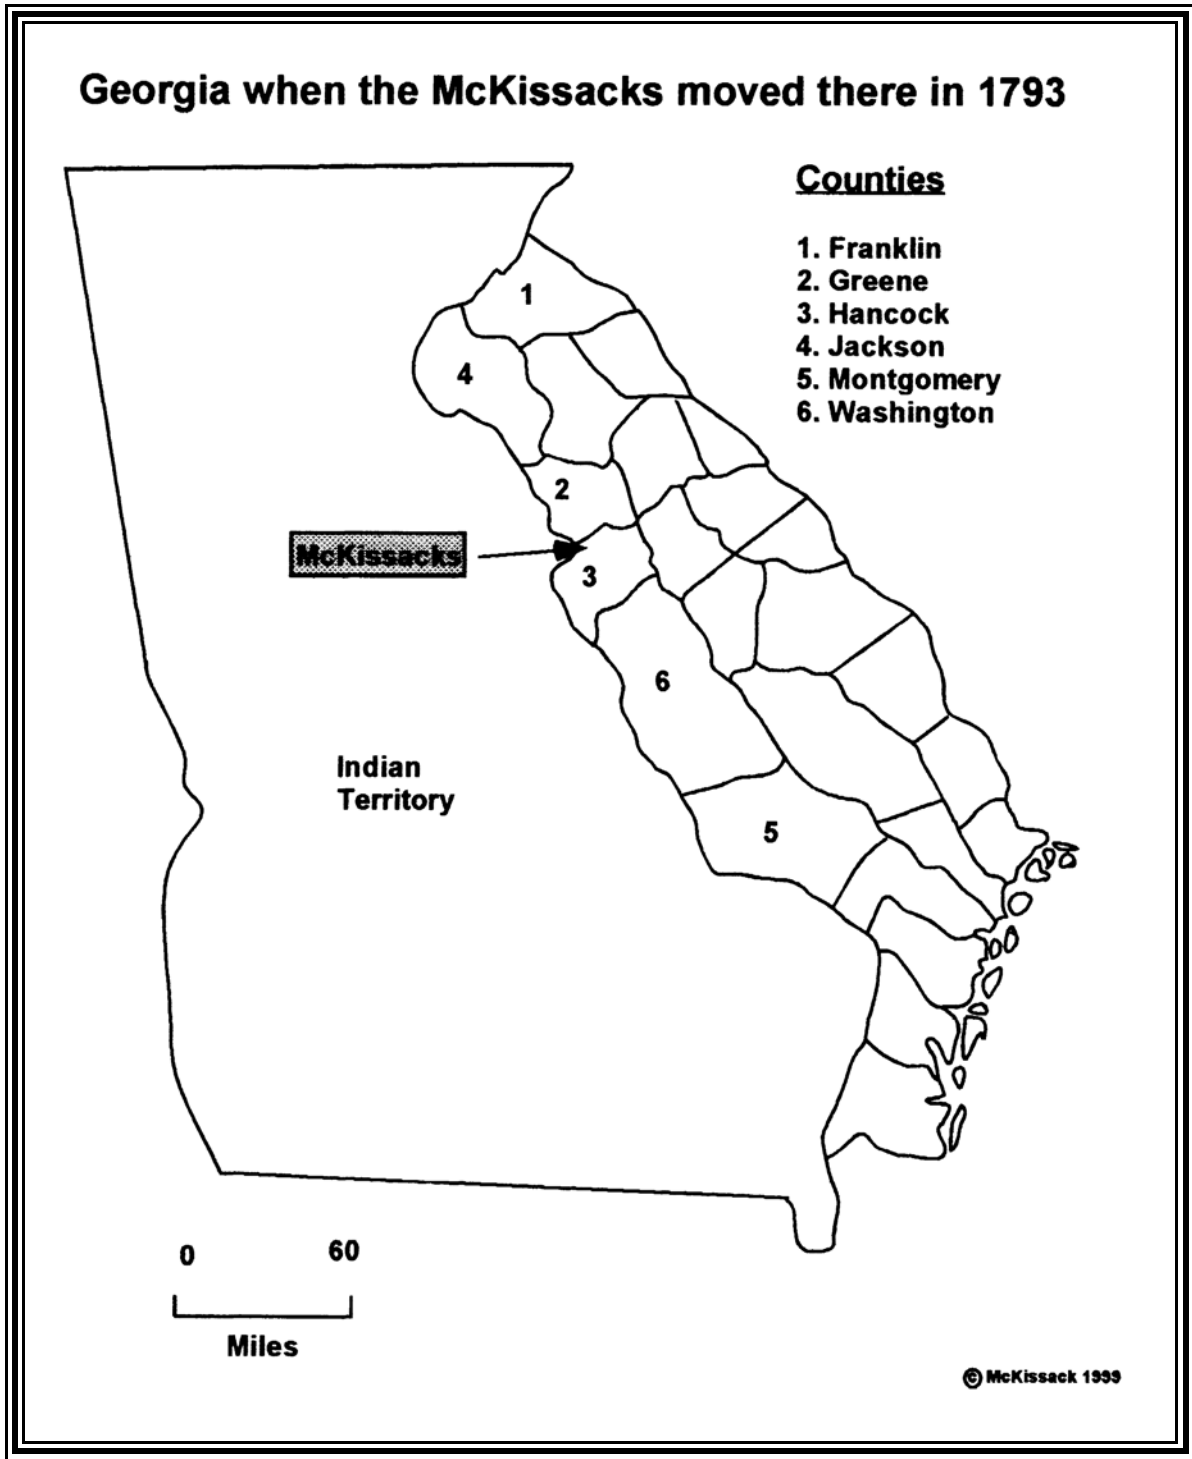 Georgia when the McKissacks moved there in 1793
Counties
1. Franklin
2. Greene
3. Hancock
4. Jackson
5. Montgomery
6. Washington
1
4
2
McKissacks
3
6
Indian
Territory
5
0 60
Miles
© McKissack 1999